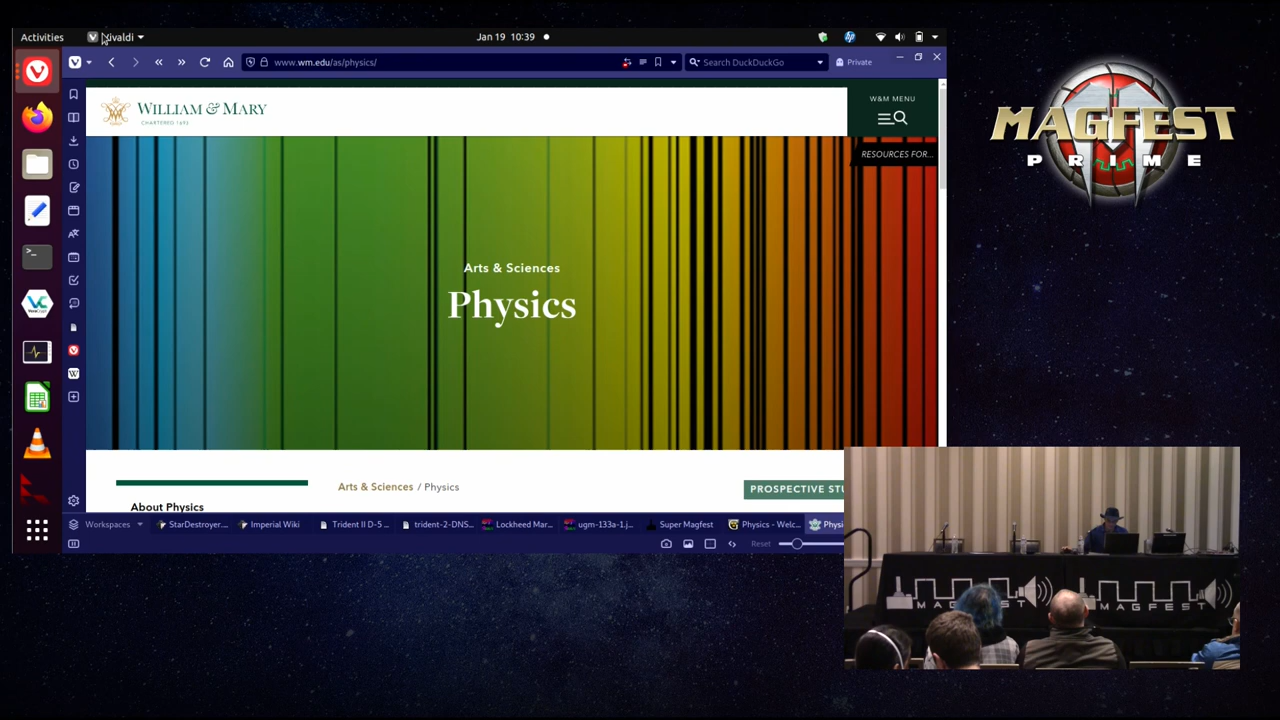 Activities
Vivaldi
Jan 19 10:39
www.wm.edu/as/physics/
Search DuckDuckGo
Private
WILLIAM & MARY
CHARTERED 1693
W&M MENU
RESOURCES FOR...
Arts & Sciences
Physics
Arts & Sciences / Physics
PROSPECTIVE STU
About Physics
Workspaces
StarDestroyer...
Imperial Wiki
Trident II D-5 ...
trident-2-DNS...
Lockheed Mar...
ugm-133a-1.j...
Super Magfest
Physics - Welc...
Physi
Reset
MAGFEST
PRIME
MAGFEST
MAGFEST